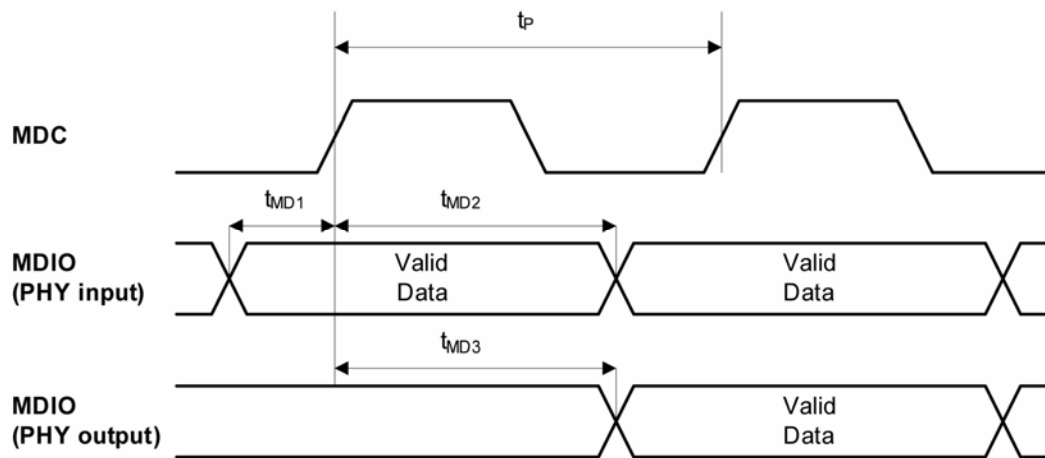 tP
MDC
tMD1
tMD2
MDIO
(PHY input)
Valid
Data
Valid
Data
tMD3
MDIO
(PHY output)
Valid
Data